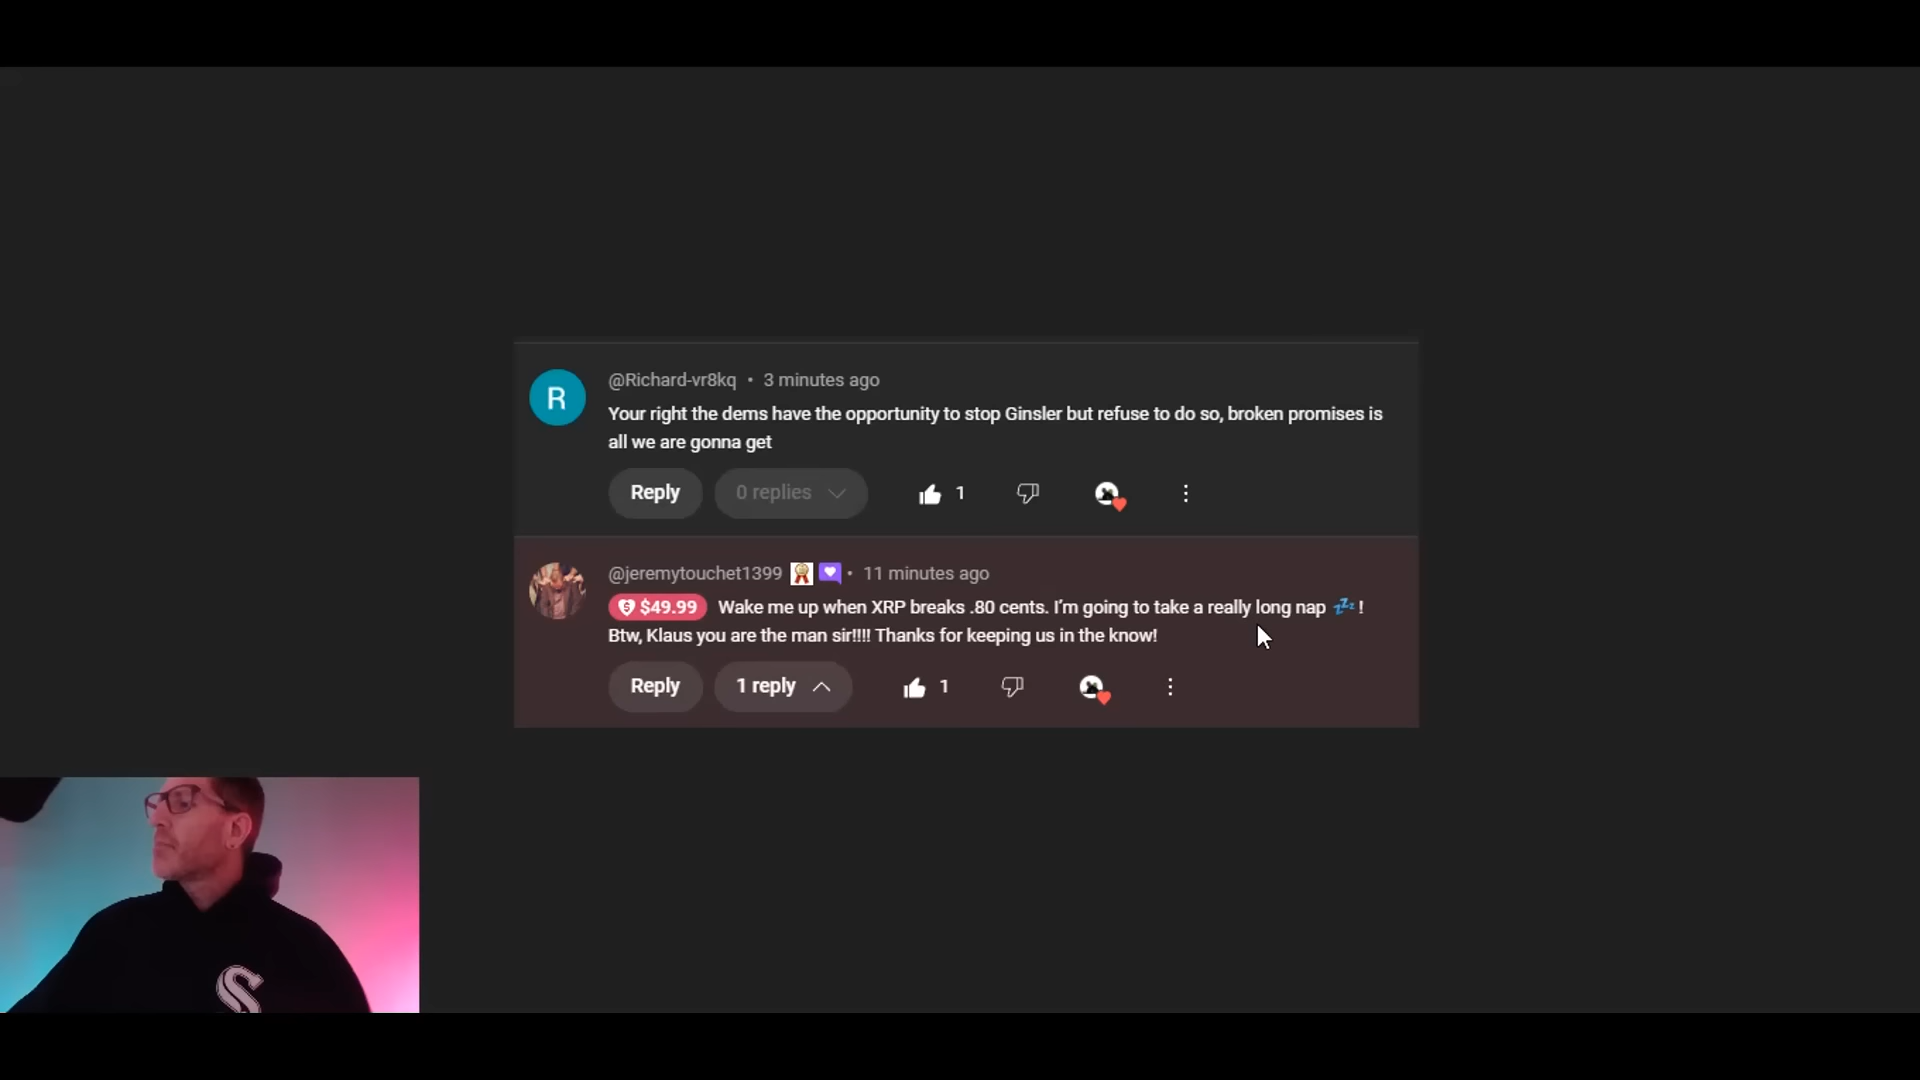 @Richard-vr8kq • 3 minutes ago
R
Your right the dems have the opportunity to stop Ginsler but refuse to do so, broken promises is
all we are gonna get
Reply 0 replies 1
@jeremytouchet1399 • 11 minutes ago
$49.99 Wake me up when XRP breaks .80 cents. I'm going to take a really long nap 💤 !
Btw, Klaus you are the man sir!!!! Thanks for keeping us in the know!
Reply 1 reply 1
S